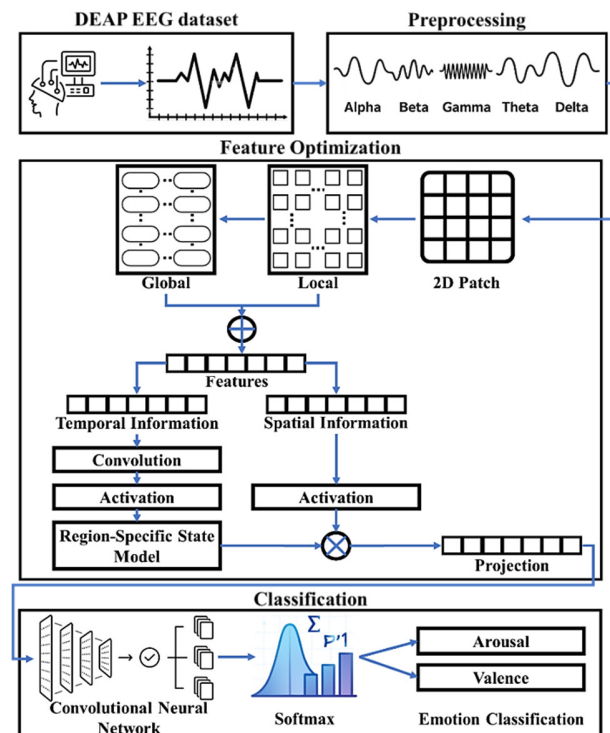 DEAP EEG dataset
Preprocessing
Alpha Beta Gamma Theta Delta
Feature Optimization
Global
Local
2D Patch
Features
Temporal Information
Spatial Information
Convolution
Activation
Activation
Region-Specific State
Model
Projection
Classification
Σ
P'1
Arousal
Valence
Convolutional Neural
Network
Softmax
Emotion Classification